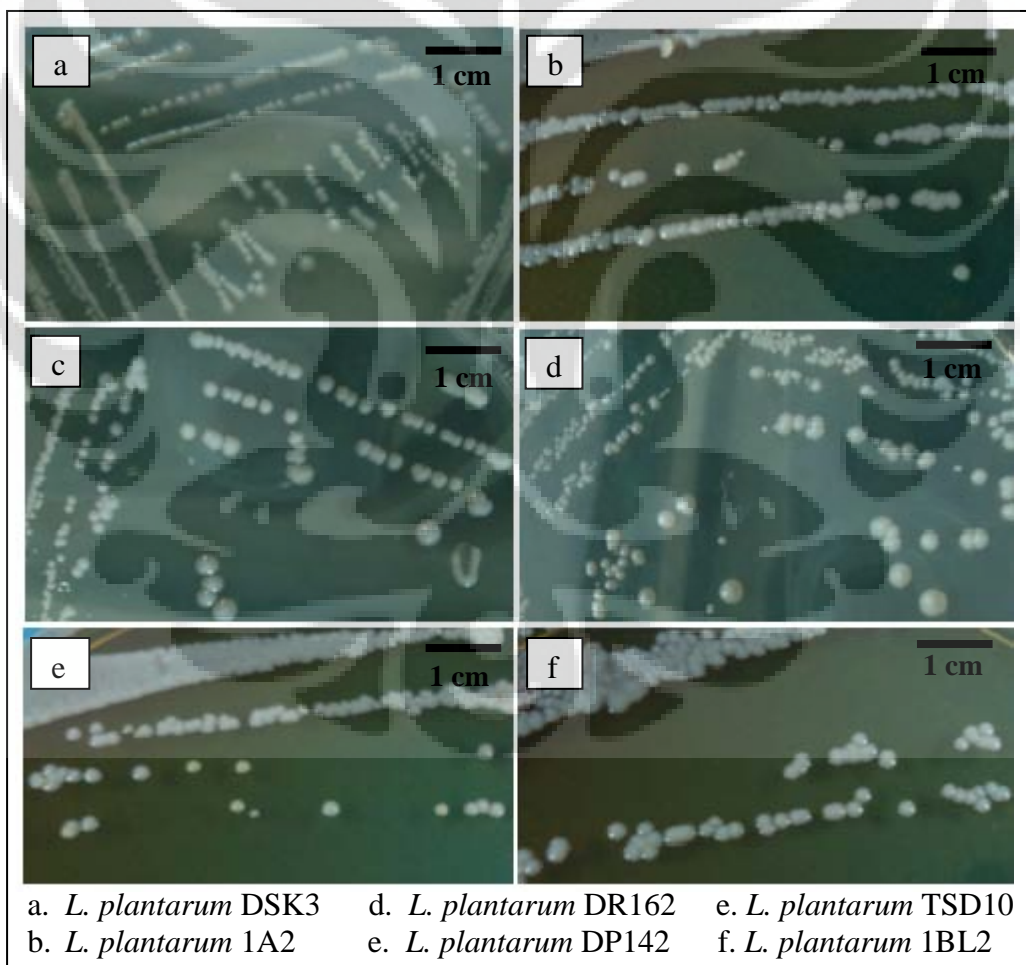 a
1 cm
b
1 cm
c
1 cm
d
1 cm
e
1 cm
f
1 cm
a. L. plantarum DSK3 d. L. plantarum DR162 e. L. plantarum TSD10
b. L. plantarum 1A2 e. L. plantarum DP142 f. L. plantarum 1BL2